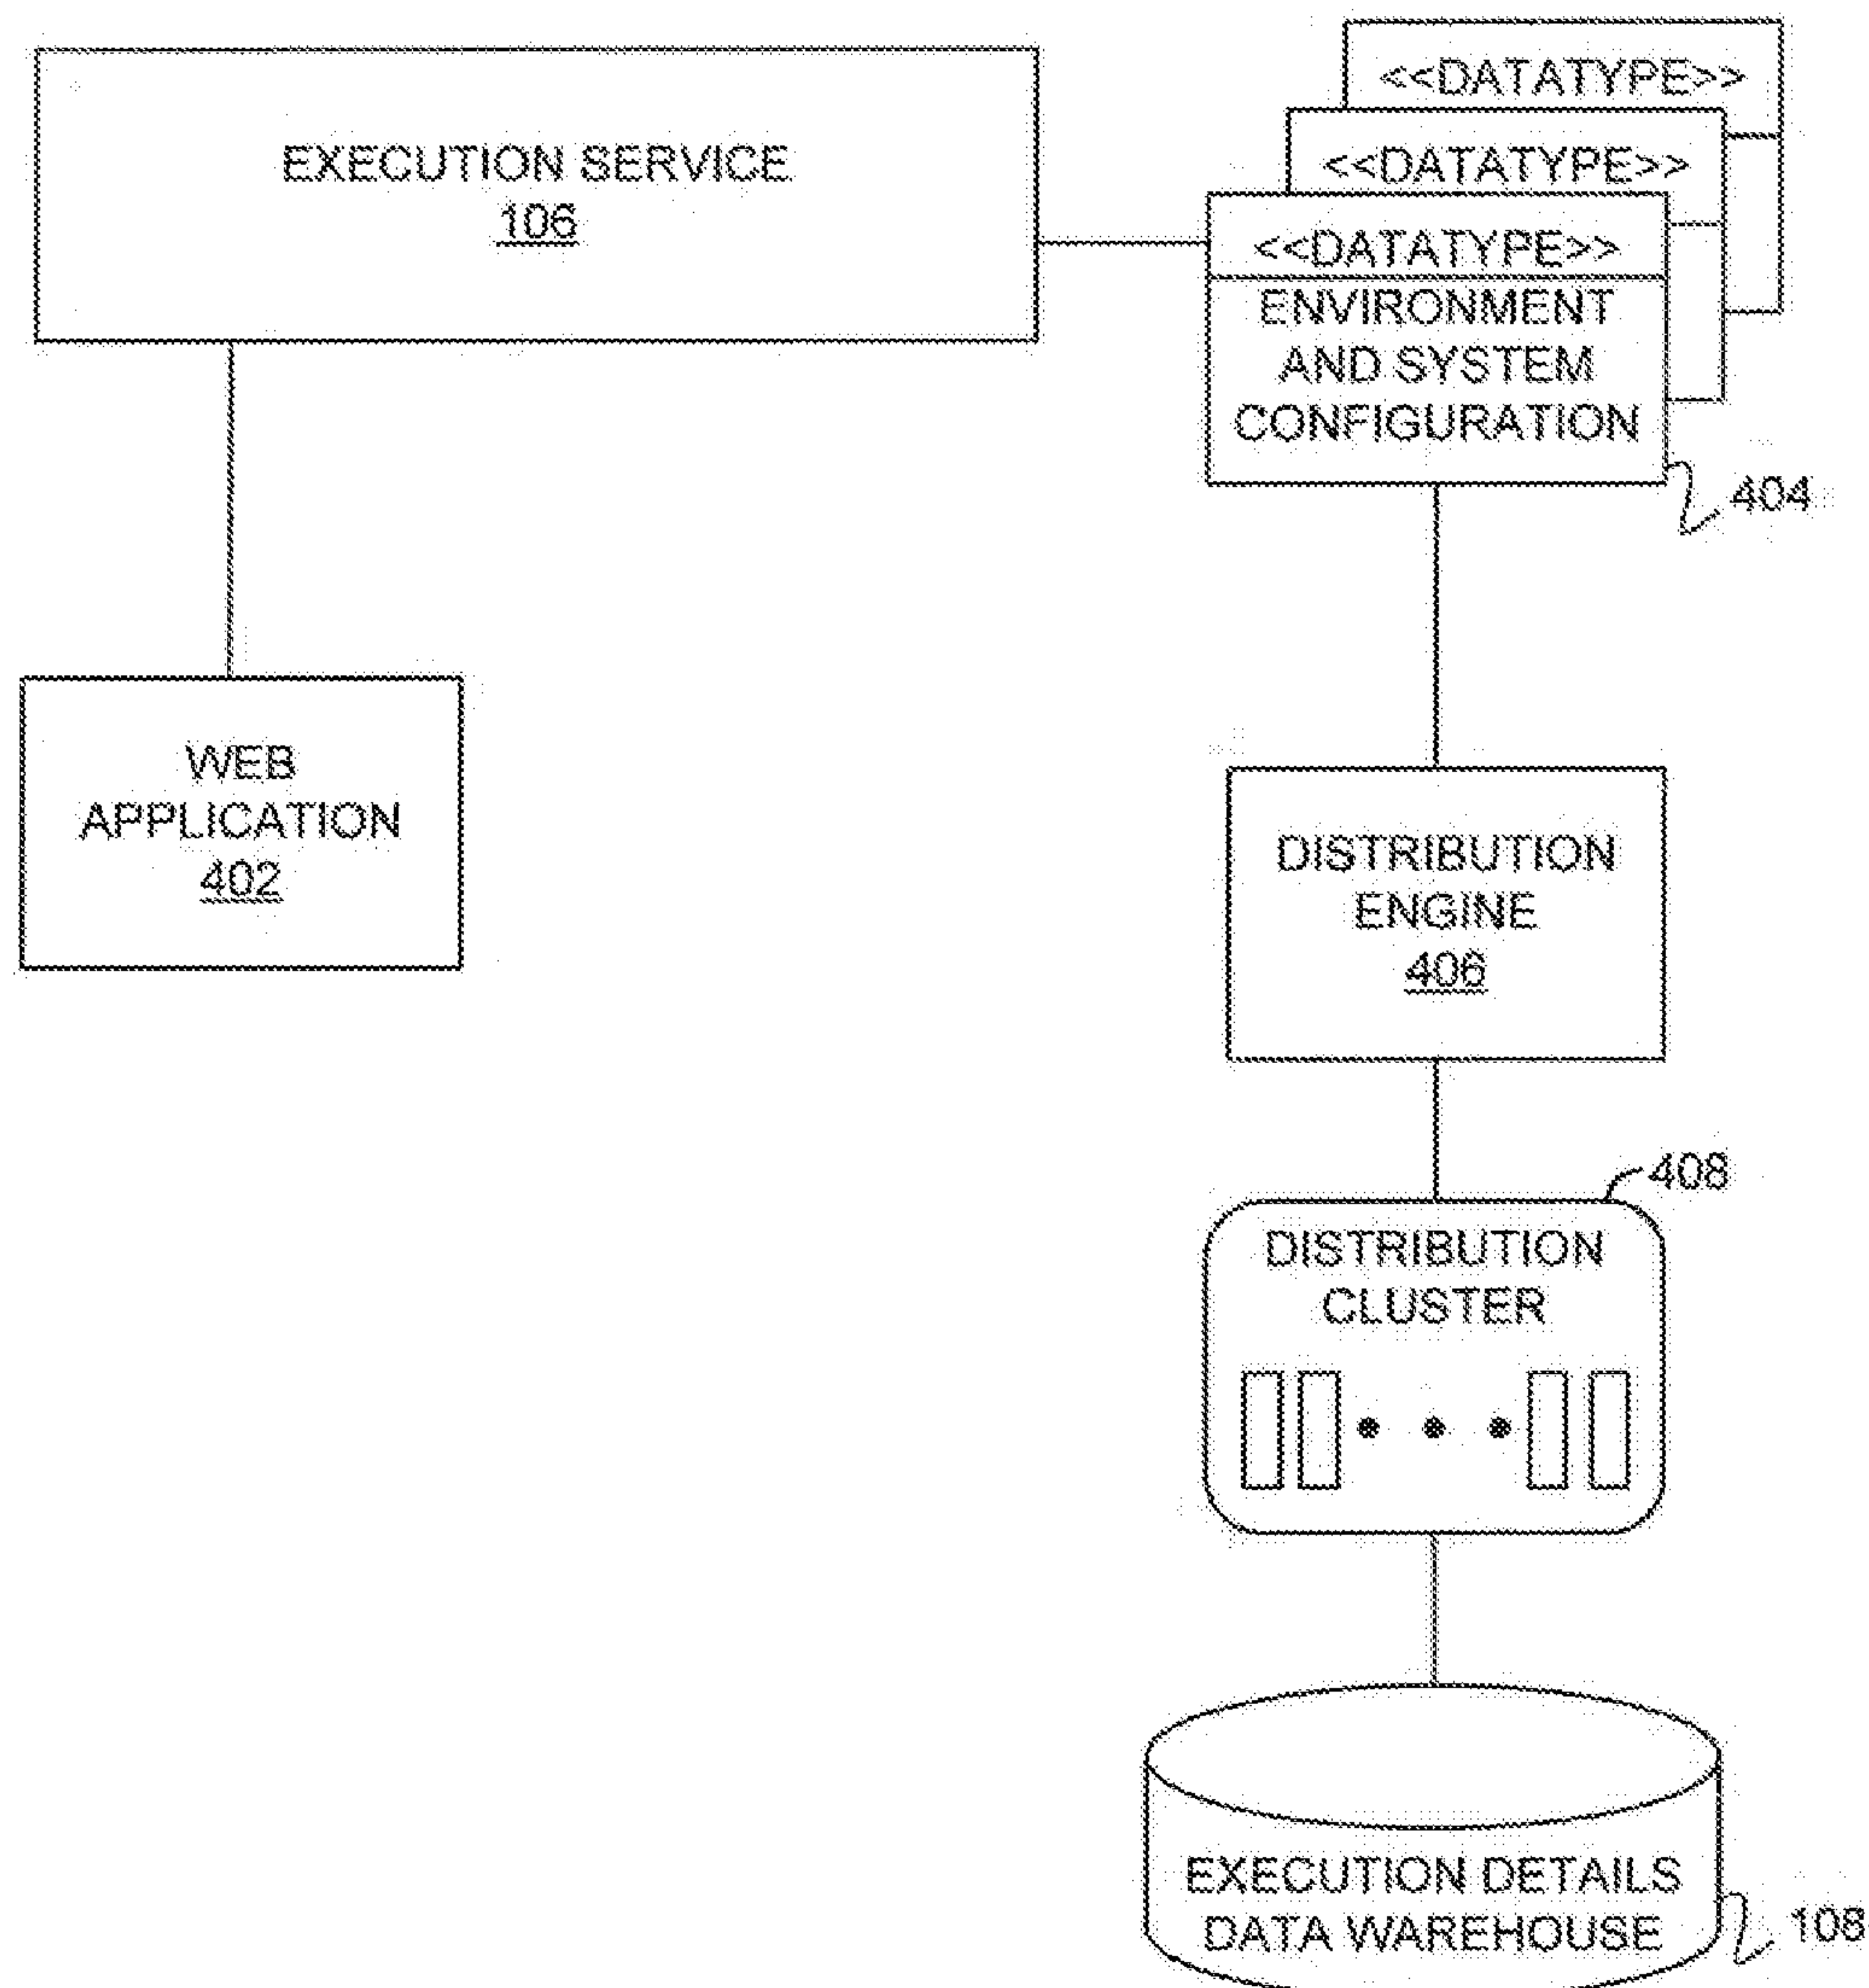 EXECUTION SERVICE
106
<<DATATYPE>>
<<DATATYPE>>
<<DATATYPE>>
ENVIRONMENT
AND SYSTEM
CONFIGURATION
404
WEB
APPLICATION
402
DISTRIBUTION
ENGINE
406
408
DISTRIBUTION
CLUSTER
EXECUTION DETAILS
DATA WAREHOUSE
108